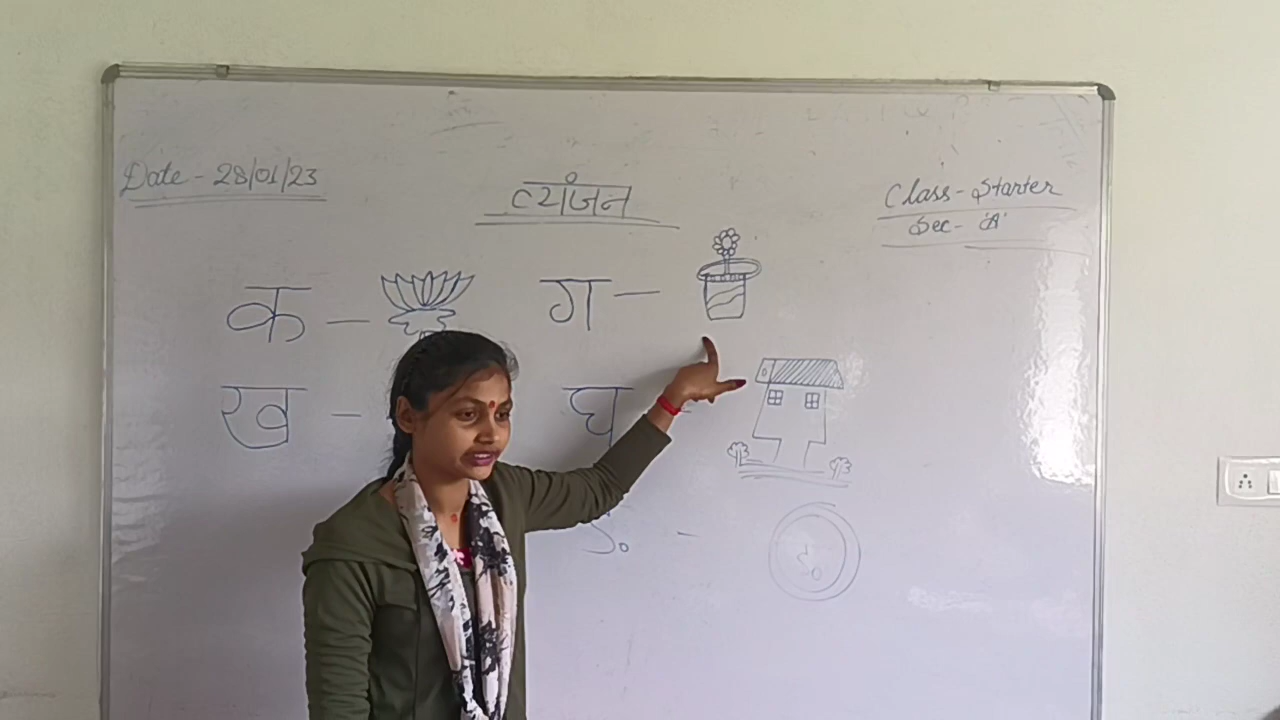 Date - 28/01/23
व्यंजन
Class - Starter
Sec - 'A'
क -
ग -
ख -
घ -
ङ -
ङ